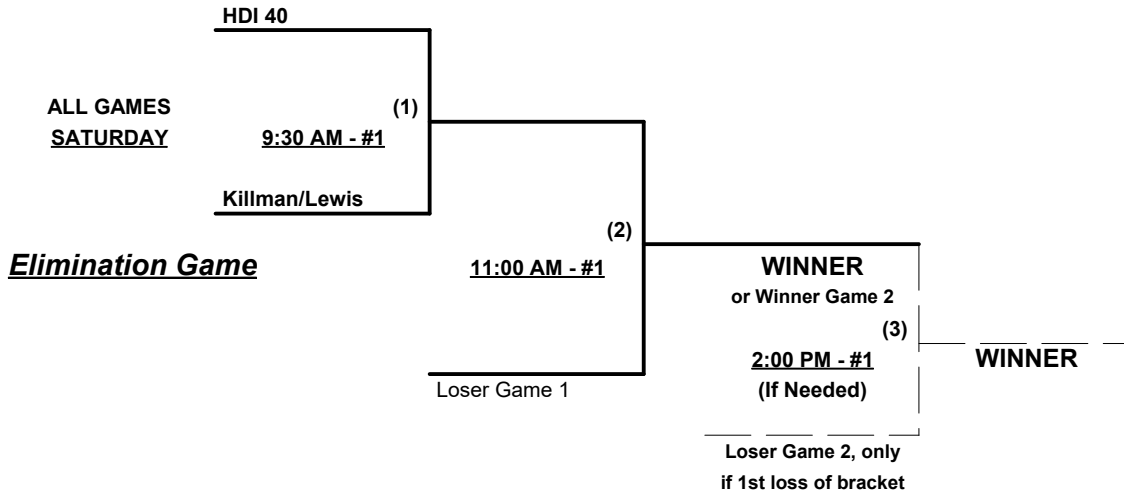 HDI 40
ALL GAMES
SATURDAY
(1)
9:30 AM - #1
Killman/Lewis
Elimination Game
(2)
11:00 AM - #1
Loser Game 1
WINNER
or Winner Game 2
(3)
2:00 PM - #1
(If Needed)
WINNER
Loser Game 2, only
if 1st loss of bracket